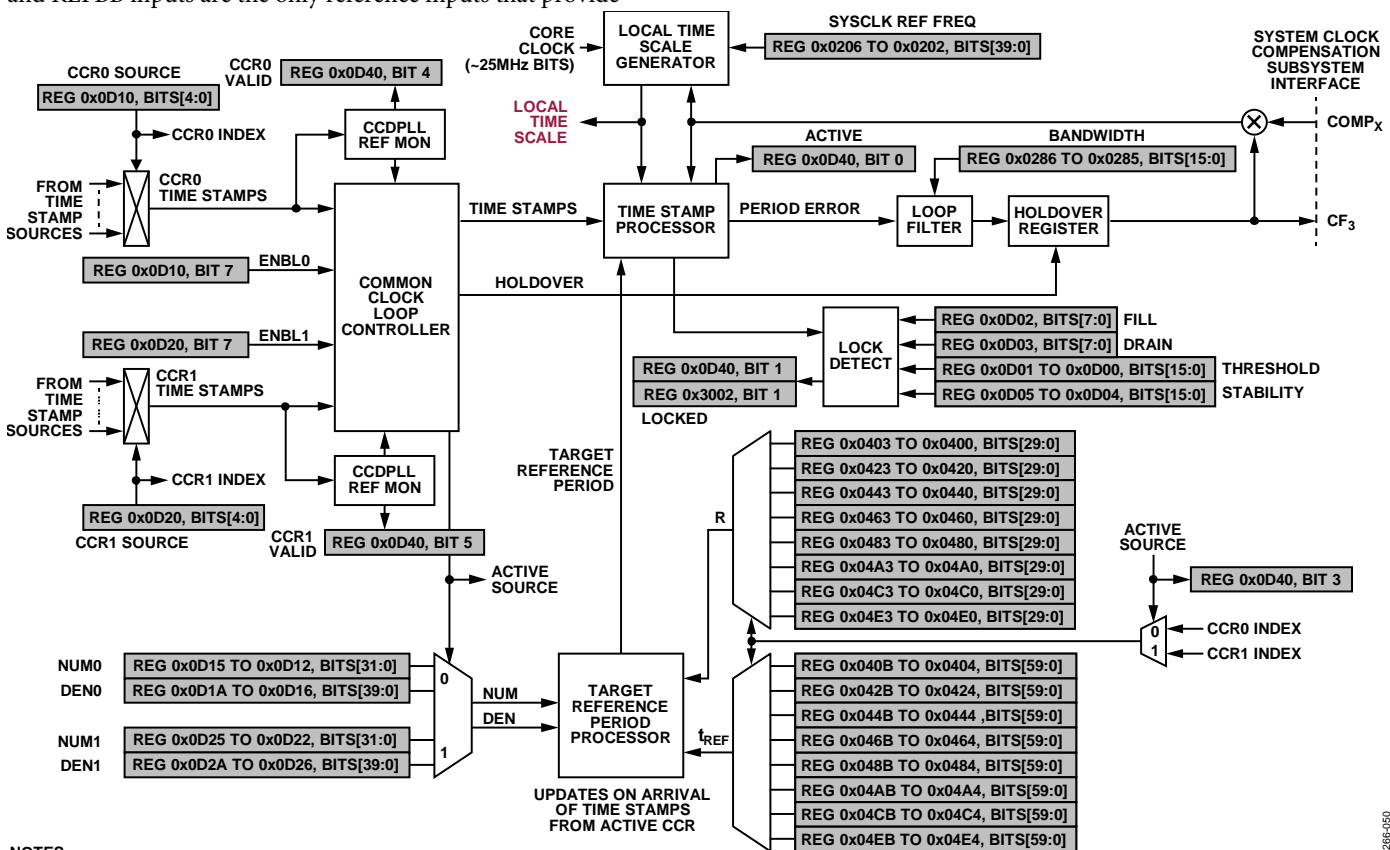 and REFBB inputs are the only reference inputs that provide
CORE
CLOCK
(~25MHz BITS)
LOCAL TIME
SCALE
GENERATOR
SYSCLK REF FREQ
REG 0x0206 TO 0x0202, BITS[39:0]
SYSTEM CLOCK
COMPENSATION
SUBSYSTEM
INTERFACE
CCR0 SOURCE
REG 0x0D10, BITS[4:0]
CCR0
VALID
REG 0x0D40, BIT 4
CCR0 INDEX
CCDPLL
REF MON
LOCAL
TIME
SCALE
ACTIVE
REG 0x0D40, BIT 0
BANDWIDTH
REG 0x0286 TO 0x0285, BITS[15:0]
COMPX
FROM
TIME
STAMP
SOURCES
CCR0
TIME STAMPS
TIME STAMPS
TIME STAMP
PROCESSOR
PERIOD ERROR
LOOP
FILTER
HOLDOVER
REGISTER
CF3
REG 0x0D10, BIT 7
ENBL0
COMMON
CLOCK
LOOP
CONTROLLER
HOLDOVER
REG 0x0D20, BIT 7
ENBL1
LOCK
DETECT
REG 0x0D02, BITS[7:0]
FILL
REG 0x0D03, BITS[7:0]
DRAIN
REG 0x0D01 TO 0x0D00, BITS[15:0]
THRESHOLD
REG 0x0D05 TO 0x0D04, BITS[15:0]
STABILITY
REG 0x0D40, BIT 1
REG 0x3002, BIT 1
LOCKED
FROM
TIME
STAMP
SOURCES
CCR1
TIME STAMPS
CCR1 INDEX
CCDPLL
REF MON
REG 0x0D20, BITS[4:0]
CCR1 SOURCE
CCR1
VALID
REG 0x0D40, BIT 5
TARGET
REFERENCE
PERIOD
R
REG 0x0403 TO 0x0400, BITS[29:0]
REG 0x0423 TO 0x0420, BITS[29:0]
REG 0x0443 TO 0x0440, BITS[29:0]
REG 0x0463 TO 0x0460, BITS[29:0]
REG 0x0483 TO 0x0480, BITS[29:0]
REG 0x04A3 TO 0x04A0, BITS[29:0]
REG 0x04C3 TO 0x04C0, BITS[29:0]
REG 0x04E3 TO 0x04E0, BITS[29:0]
ACTIVE
SOURCE
REG 0x0D40, BIT 3
0
1
CCR0 INDEX
CCR1 INDEX
ACTIVE
SOURCE
NUM0
REG 0x0D15 TO 0x0D12, BITS[31:0]
DEN0
REG 0x0D1A TO 0x0D16, BITS[39:0]
NUM1
REG 0x0D25 TO 0x0D22, BITS[31:0]
DEN1
REG 0x0D2A TO 0x0D26, BITS[39:0]
0
1
NUM
DEN
TARGET
REFERENCE
PERIOD
PROCESSOR
tREF
REG 0x040B TO 0x0404, BITS[59:0]
REG 0x042B TO 0x0424, BITS[59:0]
REG 0x044B TO 0x0444 ,BITS[59:0]
REG 0x046B TO 0x0464, BITS[59:0]
REG 0x048B TO 0x0484, BITS[59:0]
REG 0x04AB TO 0x04A4, BITS[59:0]
REG 0x04CB TO 0x04C4, BITS[59:0]
REG 0x04EB TO 0x04E4, BITS[59:0]
UPDATES ON ARRIVAL
OF TIME STAMPS
FROM ACTIVE CCR
266-050
NOTES